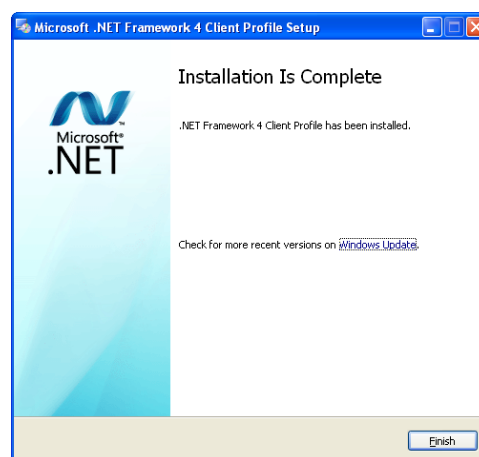 Microsoft .NET Framework 4 Client Profile Setup
Installation Is Complete
.NET Framework 4 Client Profile has been installed.
Microsoft®
.NET
Check for more recent versions on Windows Update.
Finish